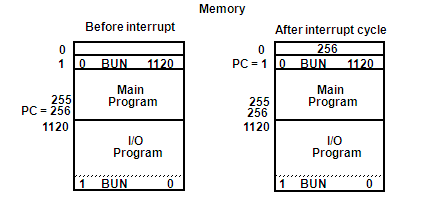 Memory
Before interrupt After interrupt cycle
0 0 256
1 0 BUN 1120 PC = 1 0 BUN 1120
Main Main
Program Program
255 255
PC = 256 256
1120 1120
I/O I/O
Program Program
1 BUN 0 1 BUN 0